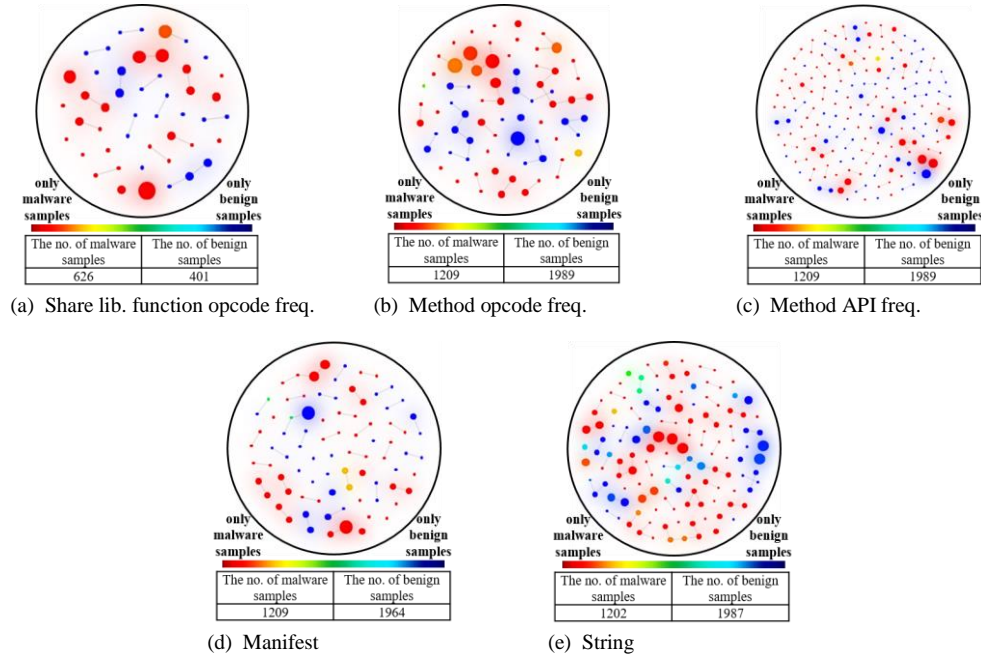 only
malware
samples
only
benign
samples
The no. of malware samples
The no. of benign samples
626
401
(a) Share lib. function opcode freq.
only
malware
samples
only
benign
samples
The no. of malware samples
The no. of benign samples
1209
1989
(b) Method opcode freq.
only
malware
samples
only
benign
samples
The no. of malware samples
The no. of benign samples
1209
1989
(c) Method API freq.
only
malware
samples
only
benign
samples
The no. of malware samples
The no. of benign samples
1209
1964
(d) Manifest
only
malware
samples
only
benign
samples
The no. of malware samples
The no. of benign samples
1202
1987
(e) String